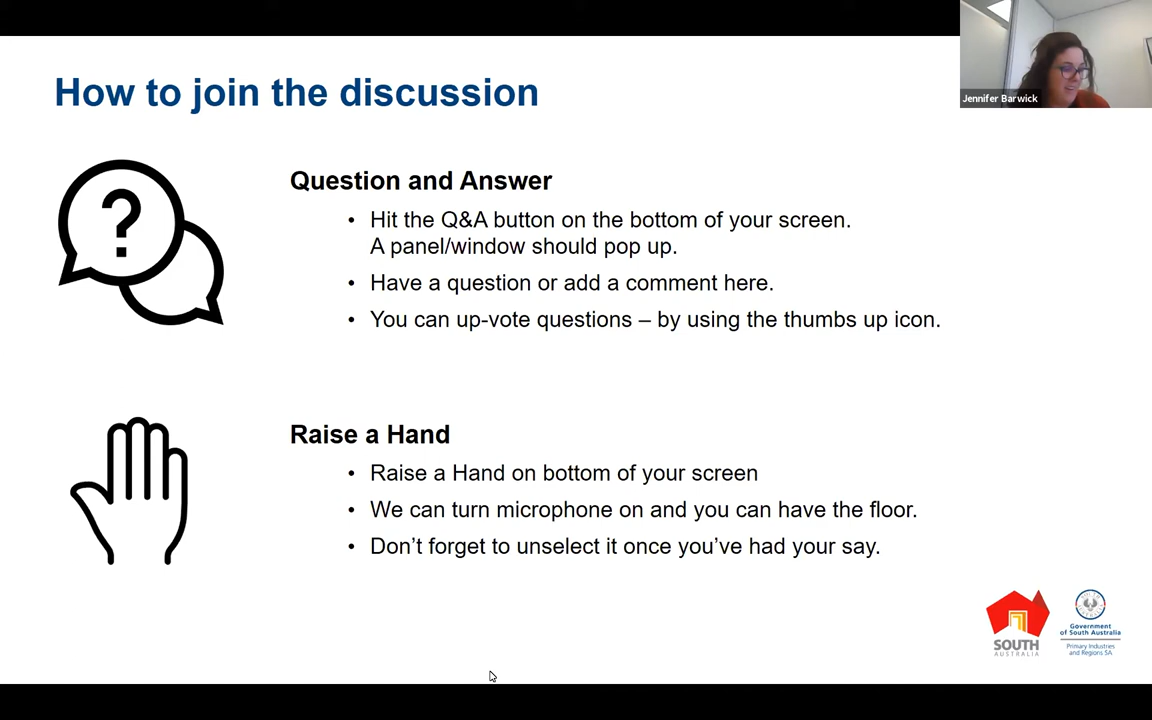 How to join the discussion
Jennifer Barwick
?
Question and Answer
• Hit the Q&A button on the bottom of your screen.
A panel/window should pop up.
• Have a question or add a comment here.
• You can up-vote questions – by using the thumbs up icon.
Raise a Hand
• Raise a Hand on bottom of your screen
• We can turn microphone on and you can have the floor.
• Don’t forget to unselect it once you’ve had your say.
SOUTH
AUSTRALIA
Government
of South Australia
Primary Industries
and Regions SA